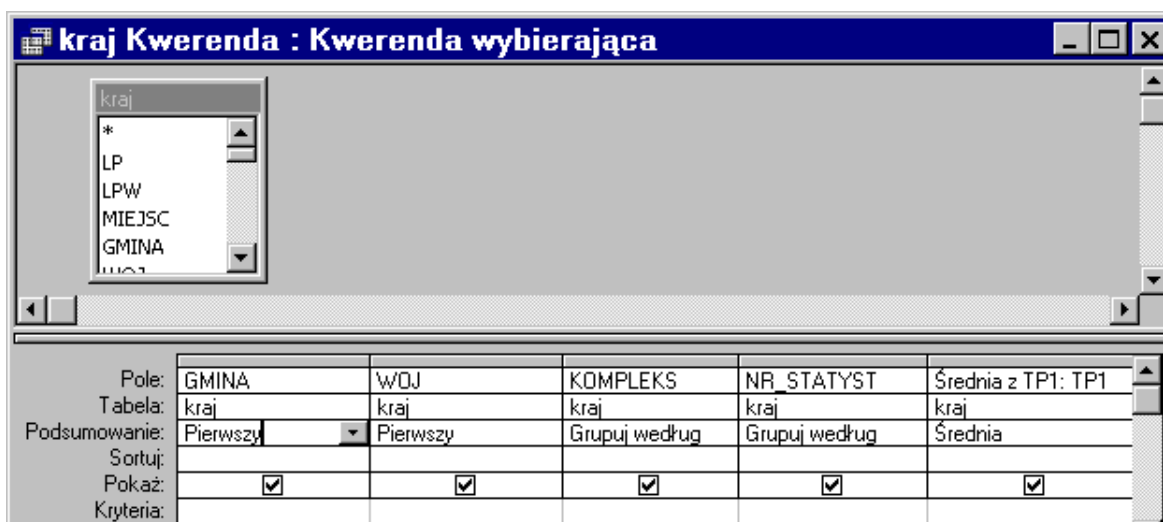 kraj Kwerenda : Kwerenda wybierająca
kraj
*
LP
LPW
MIEJSC
GMINA
WOJ
Pole: GMINA WOJ KOMPLEKS NR_STATYST Średnia z TP1: TP1
Tabela: kraj kraj kraj kraj kraj
Podsumowanie: Pierwszy Pierwszy Grupuj według Grupuj według Średnia
Sortuj:
Pokaż:
Kryteria: